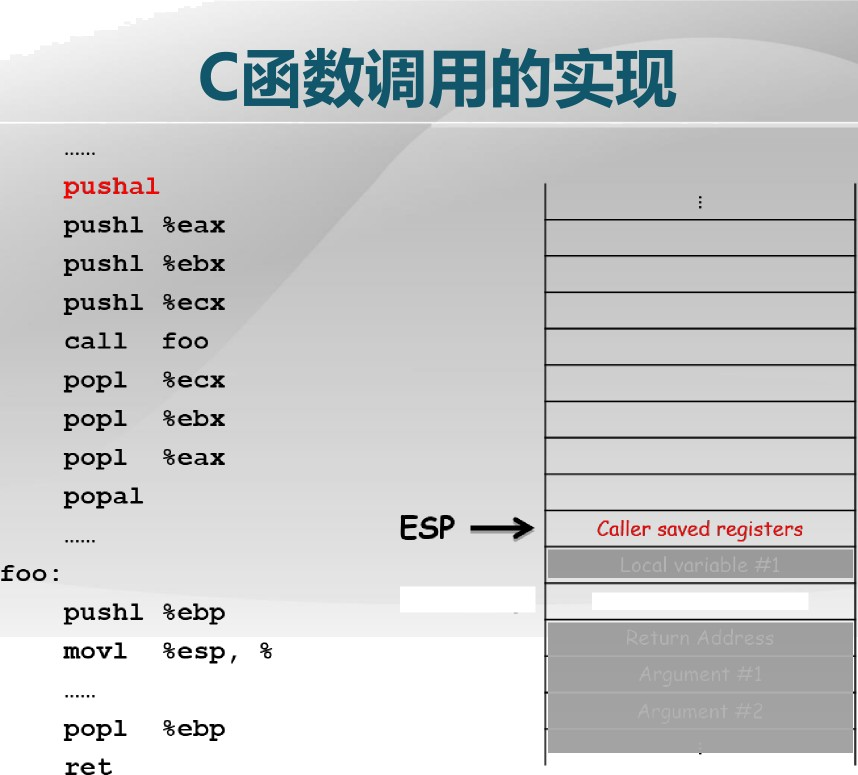 C函数调用的实现
……
pushal
pushl %eax
pushl %ebx
pushl %ecx
call foo
popl %ecx
popl %ebx
popl %eax
popal
……
foo:
pushl %ebp
movl %esp, %
……
popl %ebp
ret
⋮
ESP
Caller saved registers
Local variable #1
Return Address
Argument #1
Argument #2